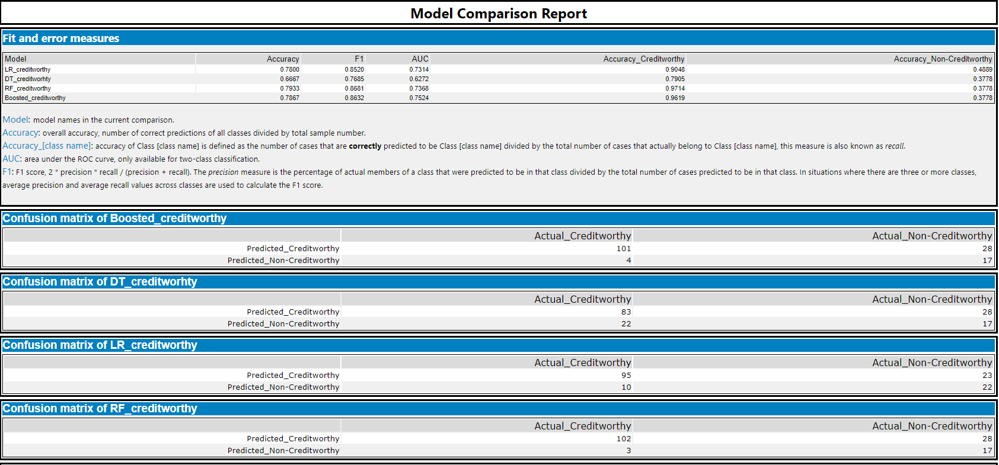 Model Comparison Report
Fit and error measures
Model Accuracy F1 AUC Accuracy_Creditworthy Accuracy_Non-Creditworthy
LR_creditworthy 0.7800 0.8520 0.7314 0.9048 0.4889
DT_creditworhty 0.6667 0.7685 0.6272 0.7905 0.3778
RF_creditworthy 0.7933 0.8681 0.7368 0.9714 0.3778
Boosted_creditworthy 0.7867 0.8632 0.7524 0.9619 0.3778
Model: model names in the current comparison.
Accuracy: overall accuracy, number of correct predictions of all classes divided by total sample number.
Accuracy_[class name]: accuracy of Class [class name] is defined as the number of cases that are correctly predicted to be Class [class name] divided by the total number of cases that actually belong to Class [class name], this measure is also known as recall.
AUC: area under the ROC curve, only available for two-class classification.
F1: F1 score, 2 * precision * recall / (precision + recall). The precision measure is the percentage of actual members of a class that were predicted to be in that class divided by the total number of cases predicted to be in that class. In situations where there are three or more classes,
average precision and average recall values across classes are used to calculate the F1 score.
Confusion matrix of Boosted_creditworthy
Actual_Creditworthy Actual_Non-Creditworthy
Predicted_Creditworthy 101 28
Predicted_Non-Creditworthy 4 17
Confusion matrix of DT_creditworhty
Actual_Creditworthy Actual_Non-Creditworthy
Predicted_Creditworthy 83 28
Predicted_Non-Creditworthy 22 17
Confusion matrix of LR_creditworthy
Actual_Creditworthy Actual_Non-Creditworthy
Predicted_Creditworthy 95 23
Predicted_Non-Creditworthy 10 22
Confusion matrix of RF_creditworthy
Actual_Creditworthy Actual_Non-Creditworthy
Predicted_Creditworthy 102 28
Predicted_Non-Creditworthy 3 17